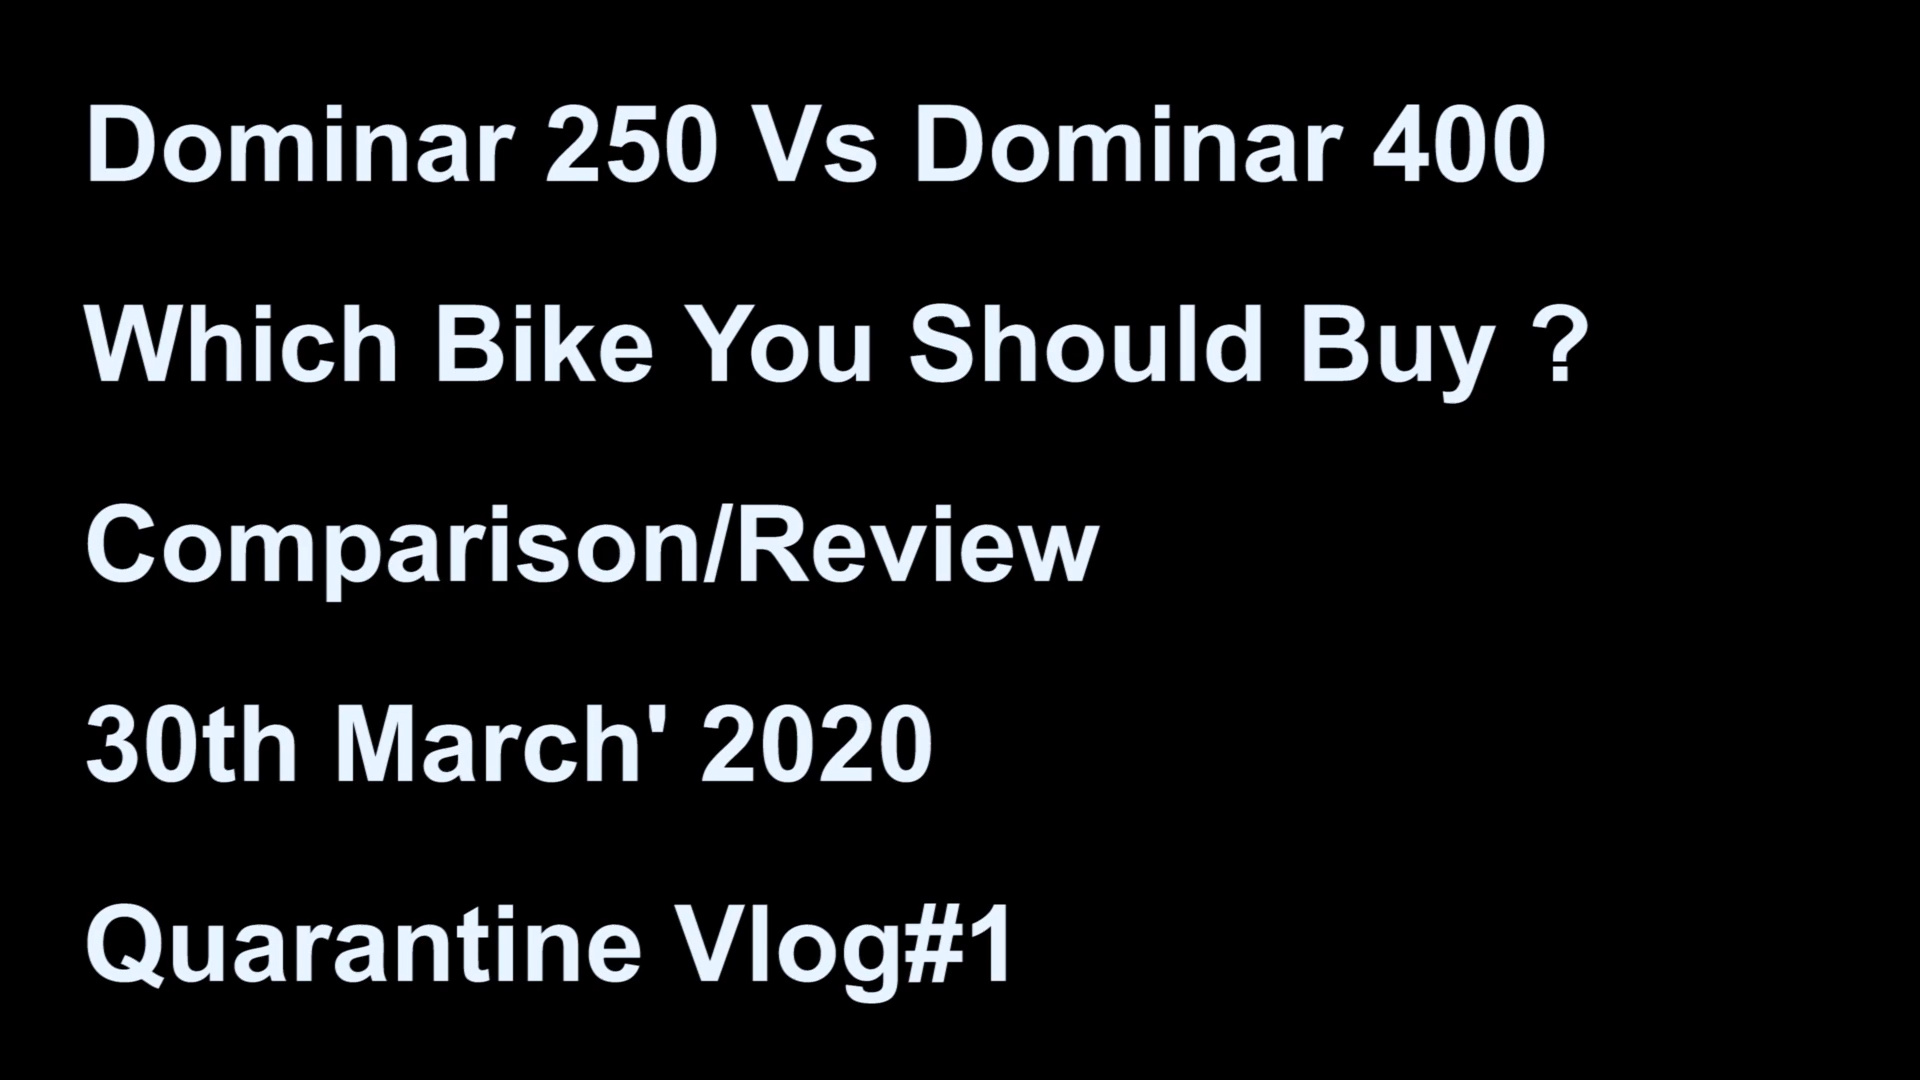 Dominar 250 Vs Dominar 400
Which Bike You Should Buy ?
Comparison/Review
30th March' 2020
Quarantine Vlog#1